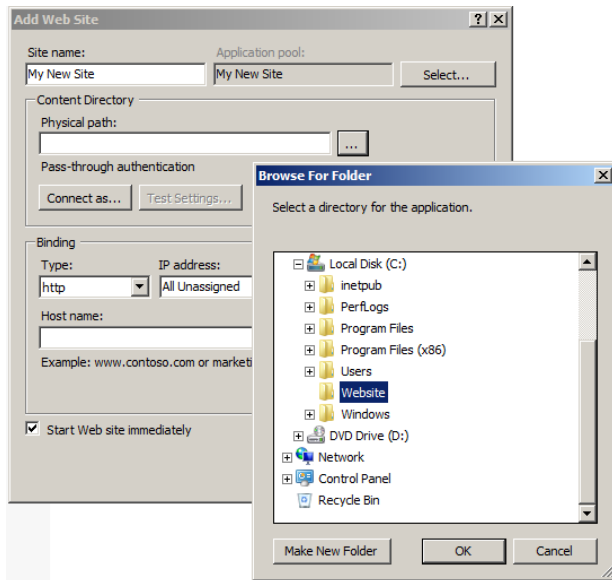 Add Web Site
Site name: Application pool:
My New Site My New Site Select...
Content Directory
Physical path:
...
Pass-through authentication
Connect as... Test Settings...
Binding
Type: IP address:
http All Unassigned
Host name:
Example: www.contoso.com or marketi
Start Web site immediately
Browse For Folder
Select a directory for the application.
Local Disk (C:)
inetpub
PerfLogs
Program Files
Program Files (x86)
Users
Website
Windows
DVD Drive (D:)
Network
Control Panel
Recycle Bin
Make New Folder OK Cancel